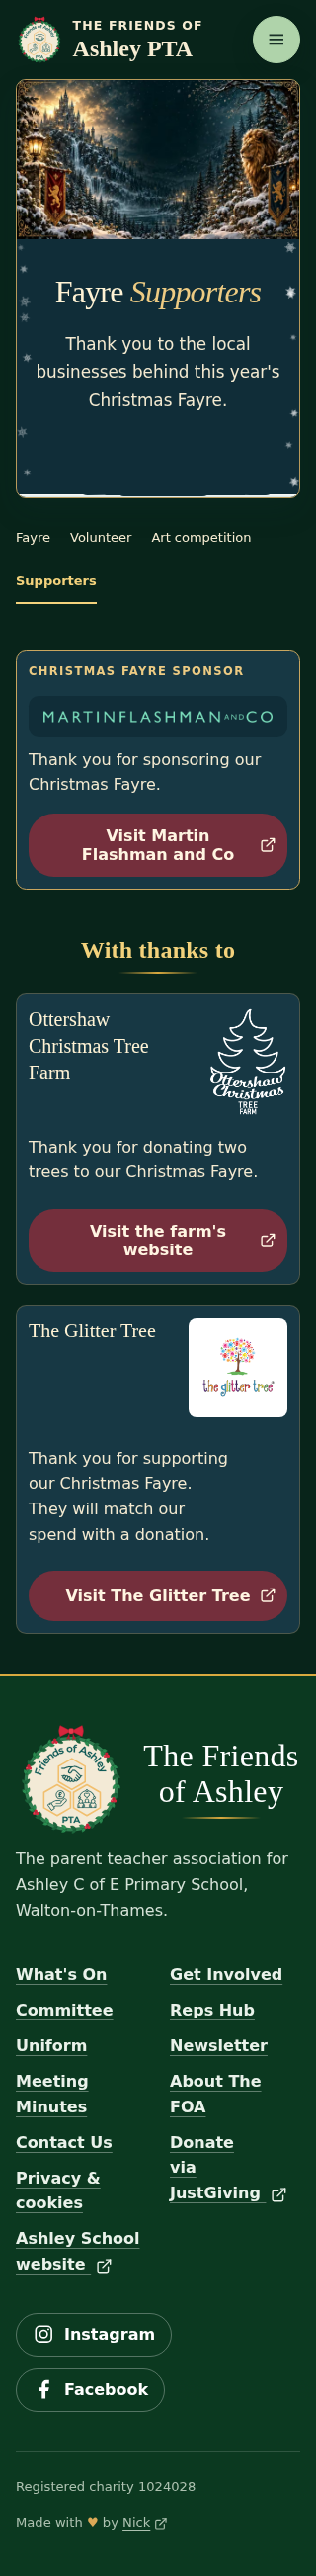 THE FRIENDS OF
Ashley PTA
Fayre Supporters
Thank you to the local
businesses behind this year's
Christmas Fayre.
Fayre Volunteer Art competition
Supporters
CHRISTMAS FAYRE SPONSOR
MARTINFLASHMAN AND CO
Thank you for sponsoring our
Christmas Fayre.
Visit Martin
Flashman and Co
With thanks to
Ottershaw
Christmas Tree
Farm
Ottershaw
Christmas
TREE
FARM
Thank you for donating two
trees to our Christmas Fayre.
Visit the farm's
website
The Glitter Tree
the glitter tree
Thank you for supporting
our Christmas Fayre.
They will match our
spend with a donation.
Visit The Glitter Tree
Friends of Ashley
PTA
The Friends
of Ashley
The parent teacher association for
Ashley C of E Primary School,
Walton-on-Thames.
What's On
Committee
Uniform
Meeting
Minutes
Contact Us
Privacy &
cookies
Ashley School
website
Get Involved
Reps Hub
Newsletter
About The
FOA
Donate
via
JustGiving
Instagram
Facebook
Registered charity 1024028
Made with ♥ by Nick